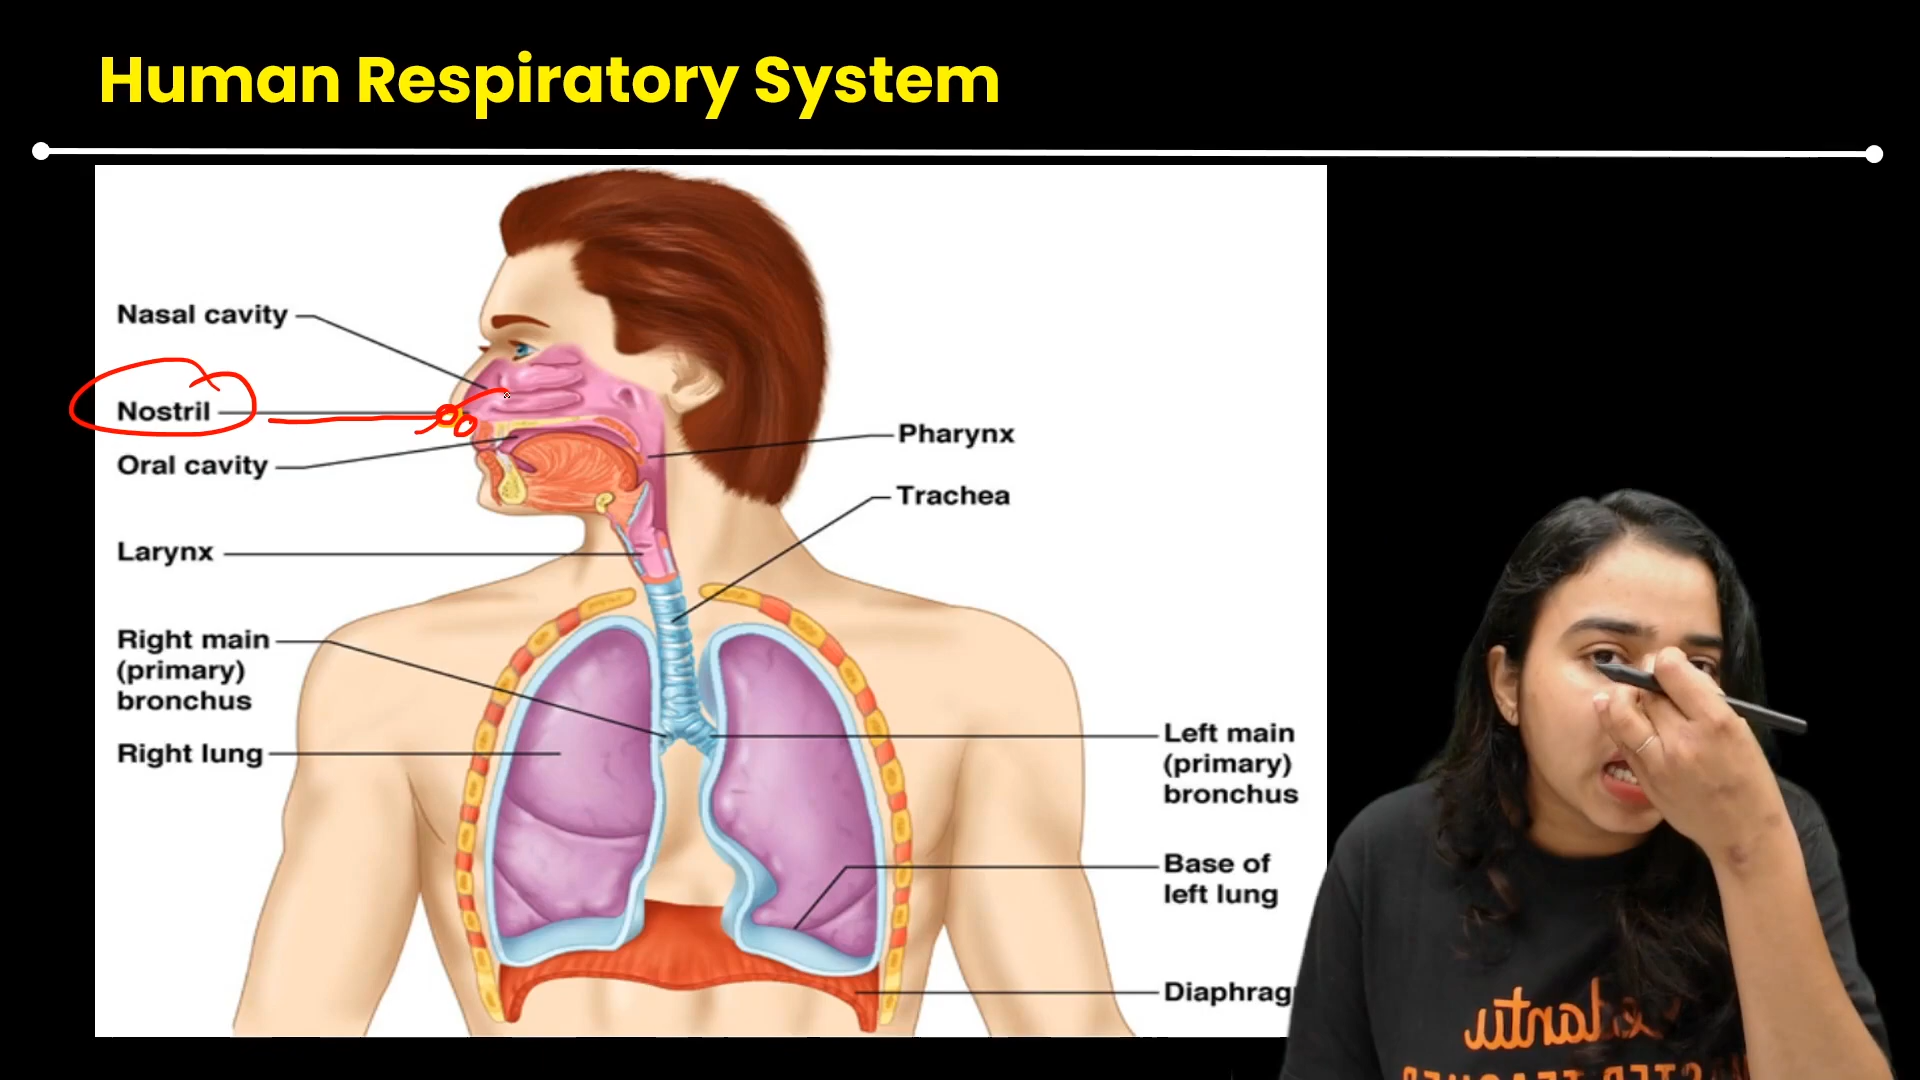 Human Respiratory System
Nasal cavity
Nostril
Oral cavity
Pharynx
Trachea
Larynx
Right main
(primary)
bronchus
Right lung
Left main
(primary)
bronchus
Base of
left lung
Diaphrag